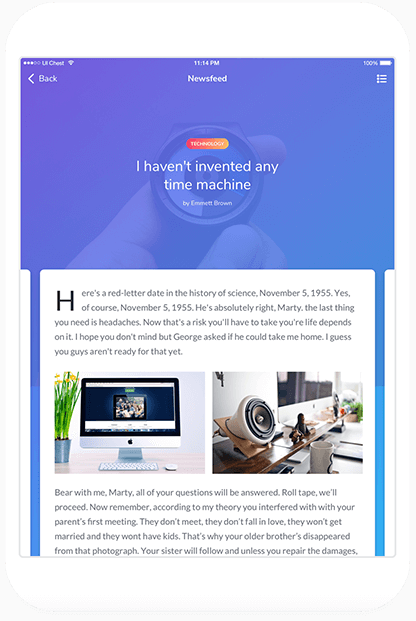 UI Chest 11:14 PM 100%
Back Newsfeed
TECHNOLOGY
I haven't invented any
time machine
by Emmett Brown
Here's a red-letter date in the history of science, November 5, 1955. Yes,
of course, November 5, 1955. He's absolutely right, Marty. the last thing
you need is headaches. Now that's a risk you'll have to take you're life depends
on it. I hope you don't mind but George asked if he could take me home. I guess
you guys aren't ready for that yet.
Bear with me, Marty, all of your questions will be answered. Roll tape, we'll
proceed. Now remember, according to my theory you interfered with with your
parent's first meeting. They don't meet, they don't fall in love, they won't get
married and they wont have kids. That's why your older brother's disappeared
from that photograph. Your sister will follow and unless you repair the damages,